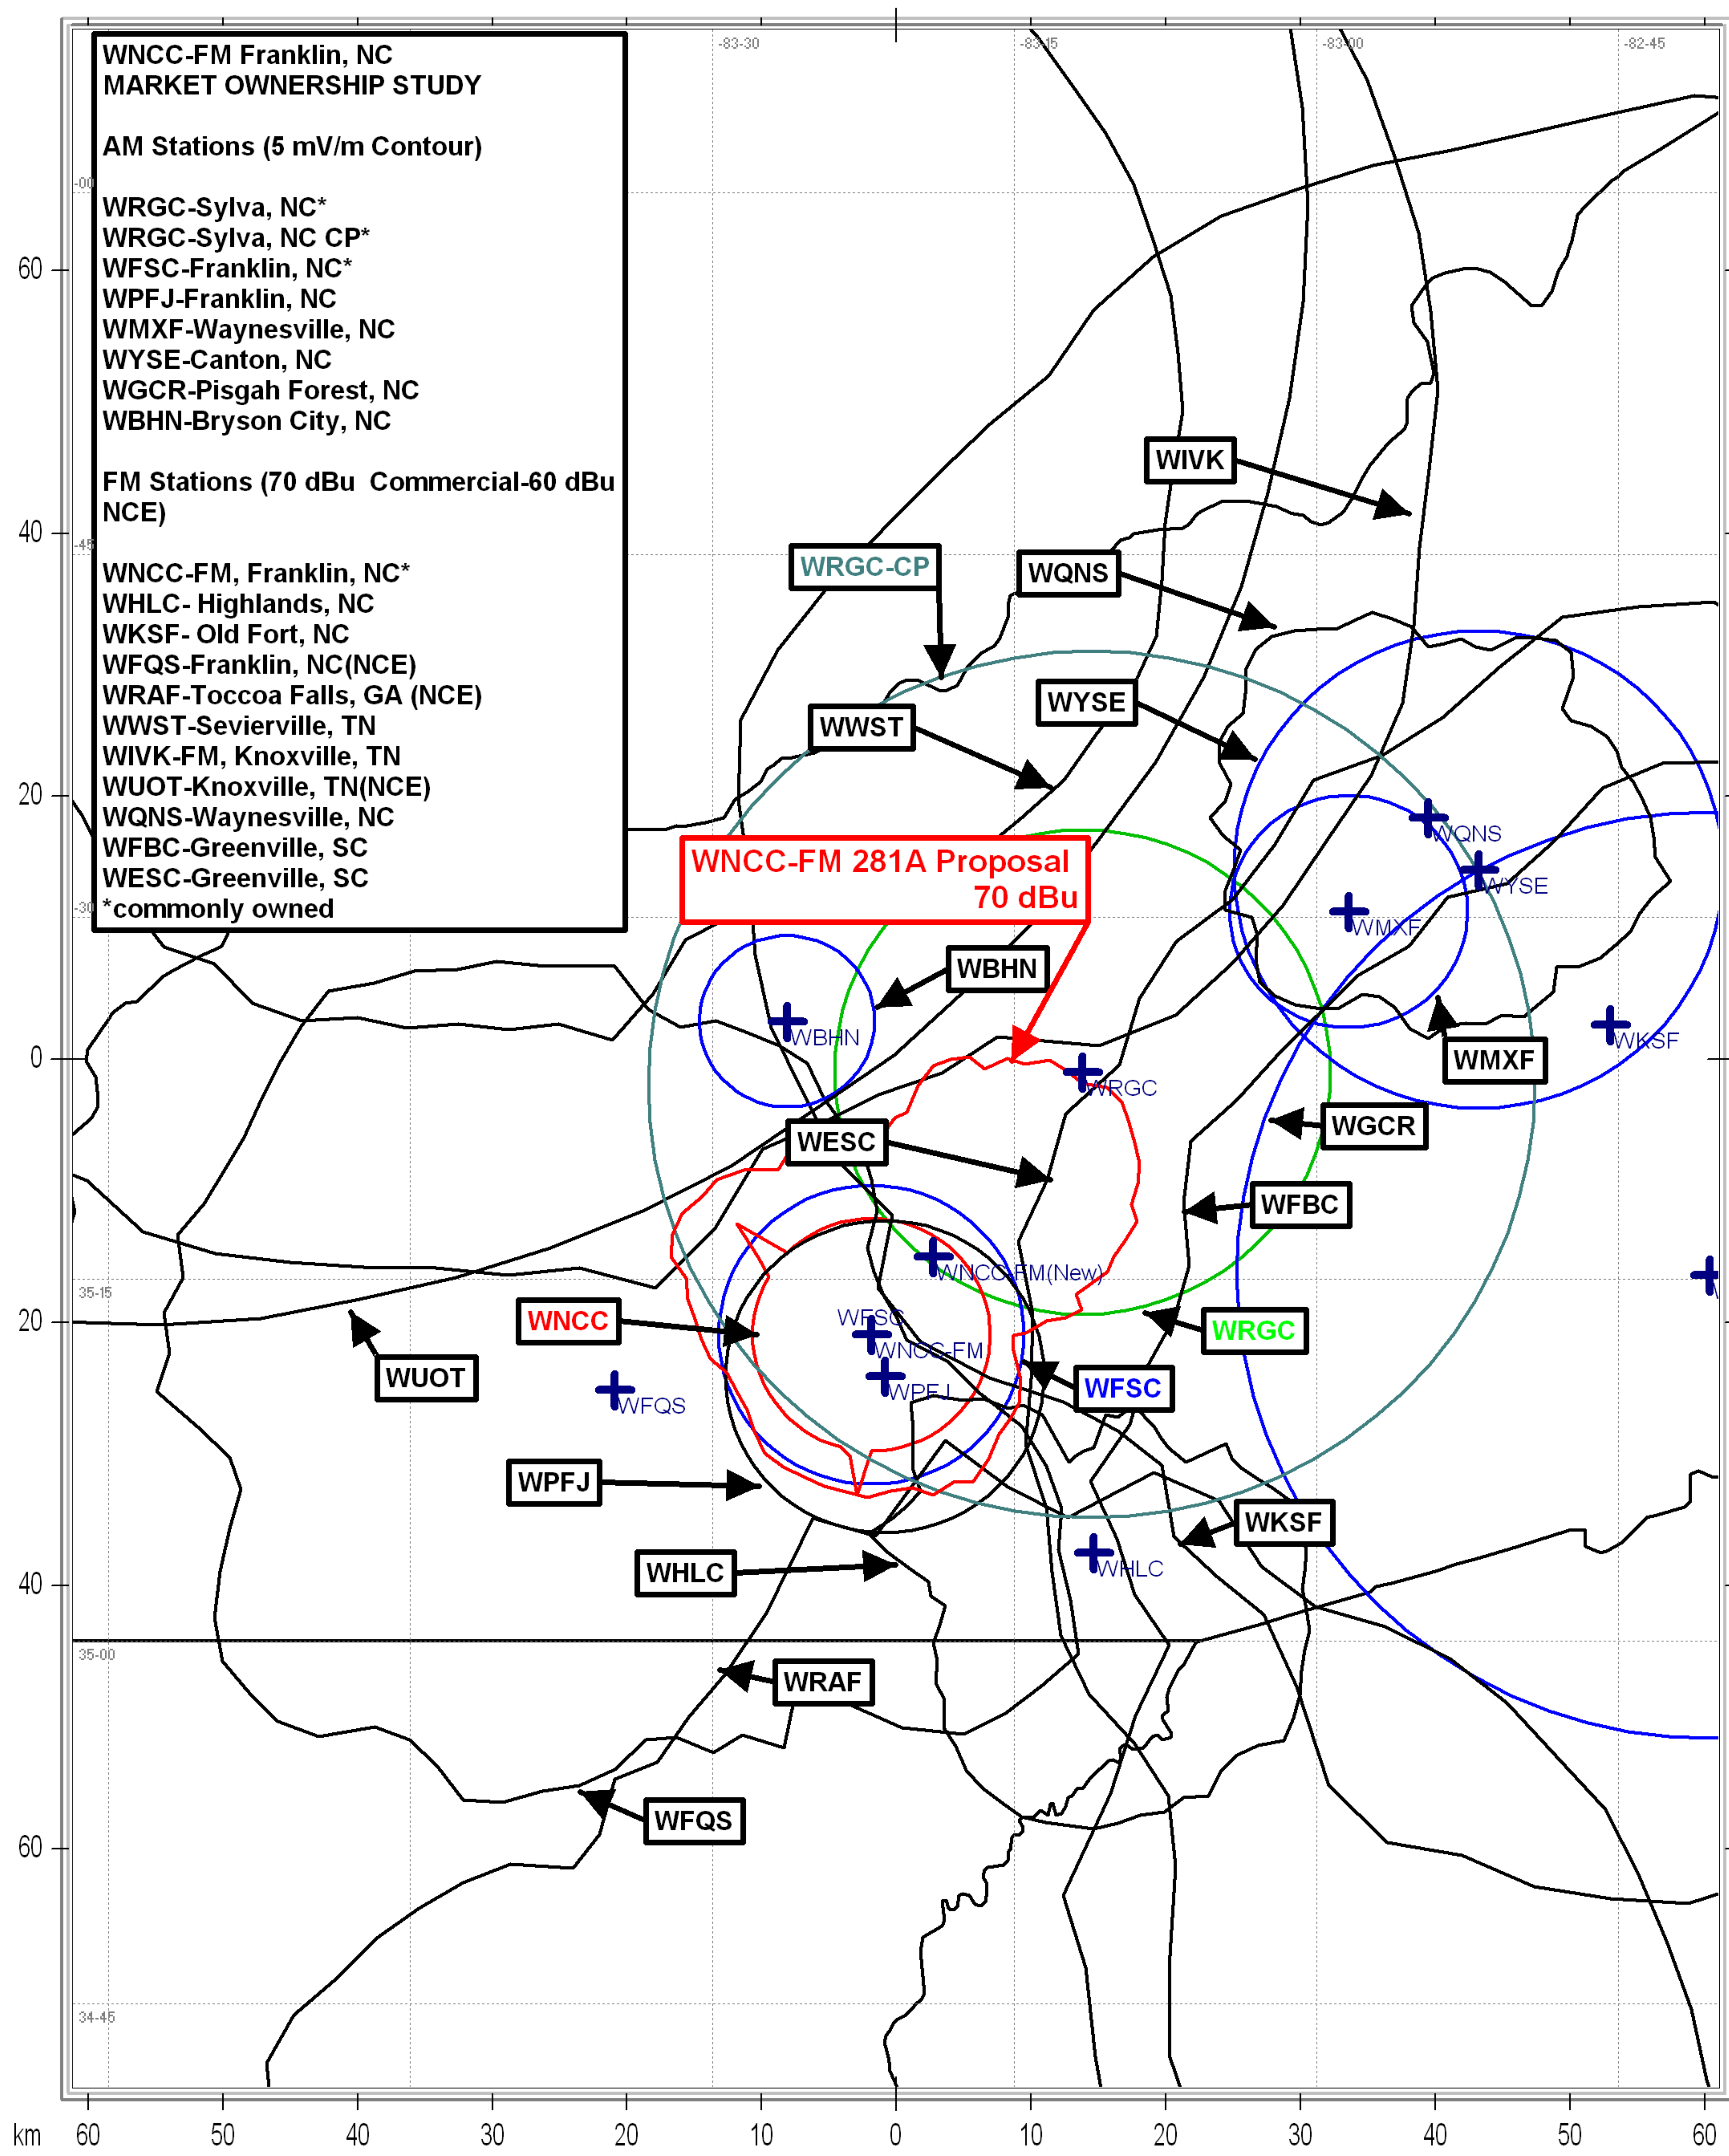 -83-30
-83-15
-83-00
-82-45
WNCC-FM Franklin, NC
MARKET OWNERSHIP STUDY
AM Stations (5 mV/m Contour)
-00
WRGC-Sylva, NC*
WRGC-Sylva, NC CP*
WFSC-Franklin, NC*
WPFJ-Franklin, NC
WMXF-Waynesville, NC
WYSE-Canton, NC
WGCR-Pisgah Forest, NC
WBHN-Bryson City, NC
FM Stations (70 dBu Commercial-60 dBu
NCE)
-45
WNCC-FM, Franklin, NC*
WHLC- Highlands, NC
WKSF- Old Fort, NC
WFQS-Franklin, NC(NCE)
WRAF-Toccoa Falls, GA (NCE)
WWST-Sevierville, TN
WIVK-FM, Knoxville, TN
WUOT-Knoxville, TN(NCE)
WQNS-Waynesville, NC
WFBC-Greenville, SC
WESC-Greenville, SC
-30
*commonly owned
60
40
20
0
20
40
60
WIVK
WRGC-CP
WQNS
WYSE
WWST
WQNS
WNCC-FM 281A Proposal
70 dBu
WYSE
WMXF
WBHN
WBHN
WKSF
WMXF
WRGC
WGCR
WESC
WFBC
WNCC-FM(New)
35-15
WNCC
WFSC
WRGC
WNCC-FM
WUOT
WFSC
WPFJ
WFQS
WPFJ
WKSF
WHLC
WHLC
35-00
WRAF
WFQS
34-45
km 60 50 40 30 20 10 0 10 20 30 40 50 60